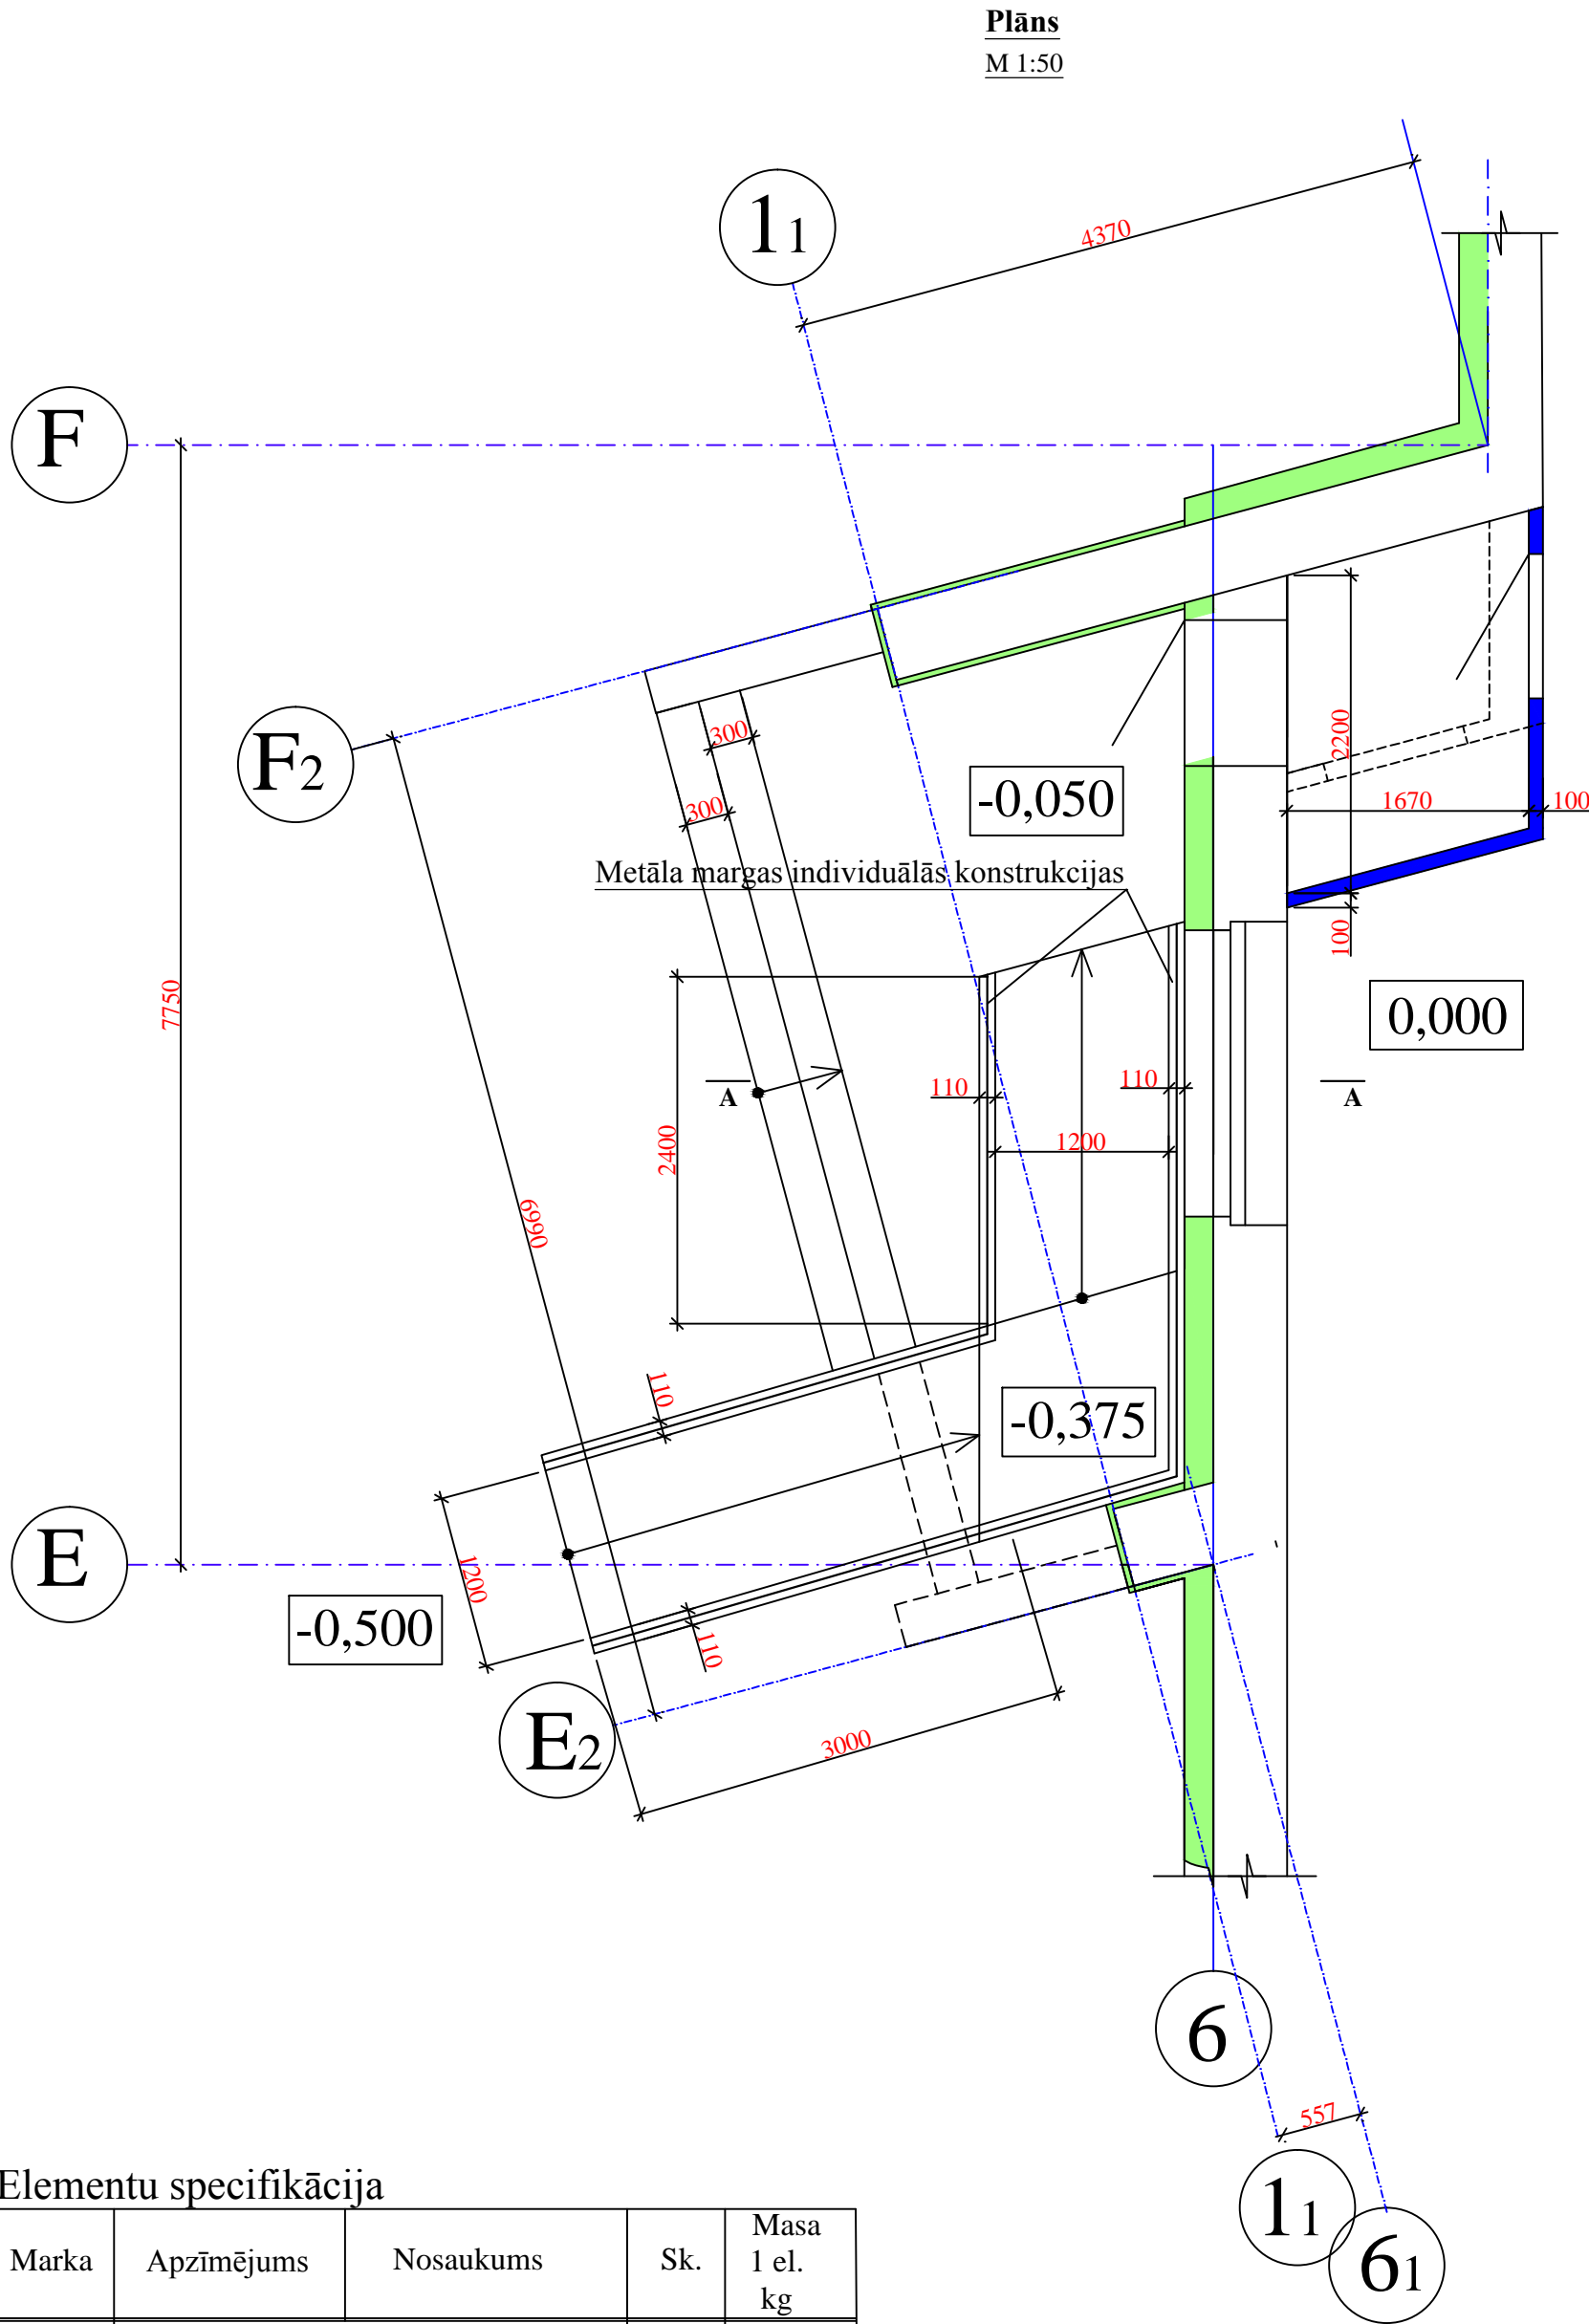 Plāns
M 1:50
1₁
4370
F
F₂
300
300
-0,050
2200
1670
100
Metāla margas individuālās konstrukcijas
100
7750
0,000
A
110
110
A
2400
1200
6990
110
-0,375
E
1200
-0,500
110
E₂
3000
6
557
1₁
6₁
Elementu specifikācija
Marka Apzīmējums Nosaukums Sk. Masa
1 el.
kg